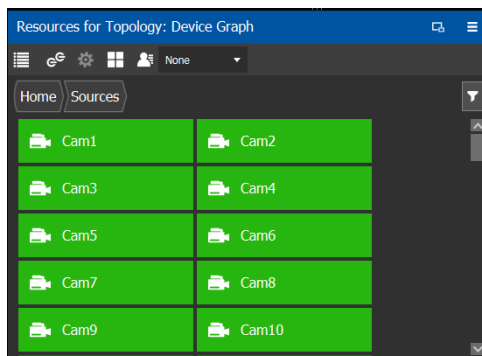 Resources for Topology: Device Graph
None
Home Sources
Cam1 Cam2
Cam3 Cam4
Cam5 Cam6
Cam7 Cam8
Cam9 Cam10